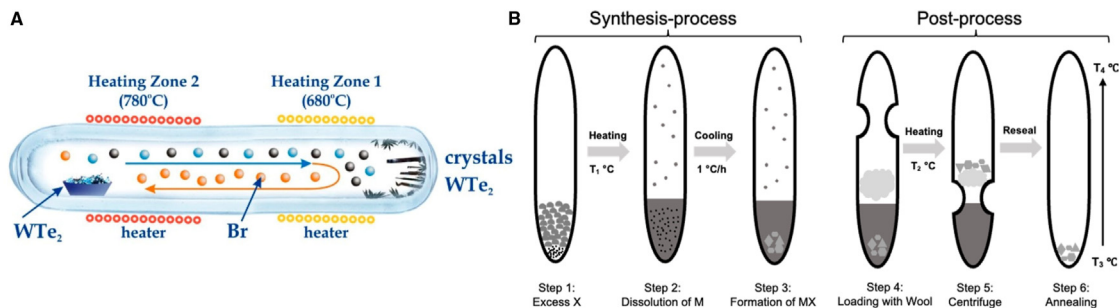 A
Heating Zone 2
(780°C)
Heating Zone 1
(680°C)
crystals
WTe₂
WTe₂
heater
Br
heater
B
Synthesis-process
Post-process
Heating
T₁ °C
Cooling
1 °C/h
Heating
T₂ °C
Reseal
T₄ °C
T₃ °C
Step 1:
Excess X
Step 2:
Dissolution of M
Step 3:
Formation of MX
Step 4:
Loading with Wool
Step 5:
Centrifuge
Step 6:
Annealing